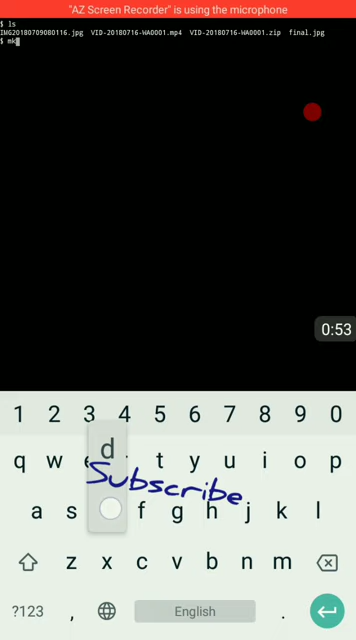 "AZ Screen Recorder" is using the microphone
$ ls
IMG20180709080116.jpg VID-20180716-WA0001.mp4 VID-20180716-WA0001.zip final.jpg
$ mk
0:53
1 2 3 4 5 6 7 8 9 0
q w e t y u i o p
d
Subscribe
a s f g h j k l
z x c v b n m
?123 , English .